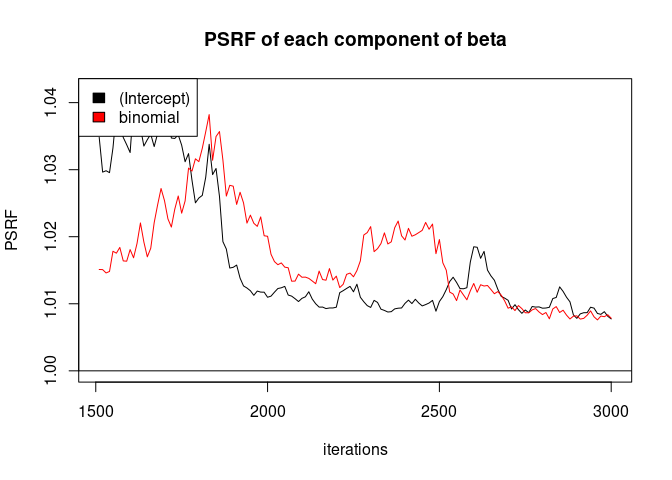 PSRF of each component of beta
(Intercept)
binomial
PSRF
1.04
1.03
1.02
1.01
1.00
1500 2000 2500 3000
iterations